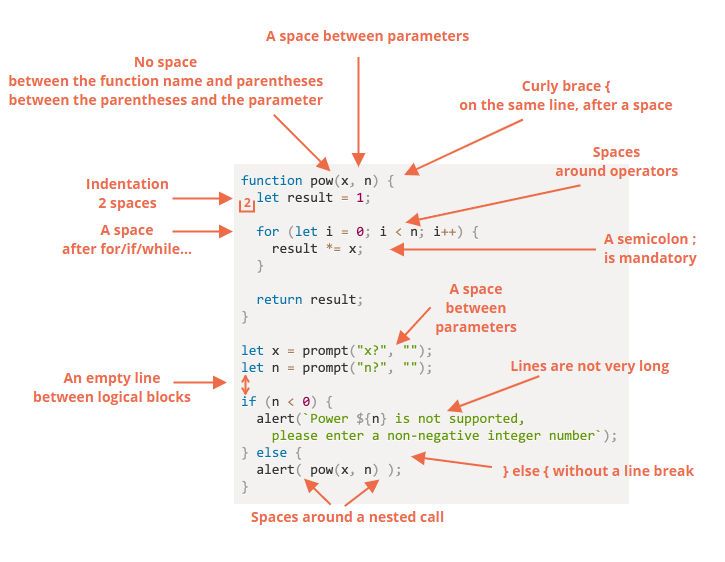 A space between parameters
No space
between the function name and parentheses
between the parentheses and the parameter
Curly brace {
on the same line, after a space
Spaces
around operators
Indentation
2 spaces
A space
after for/if/while...
A semicolon ;
is mandatory
A space
between
parameters
Lines are not very long
An empty line
between logical blocks
} else { without a line break
Spaces around a nested call
function pow(x, n) {
2
  let result = 1;

  for (let i = 0; i < n; i++) {
    result *= x;
  }

  return result;
}

let x = prompt("x?", "");
let n = prompt("n?", "");

if (n < 0) {
  alert(`Power ${n} is not supported,
    please enter a non-negative integer number`);
} else {
  alert( pow(x, n) );
}